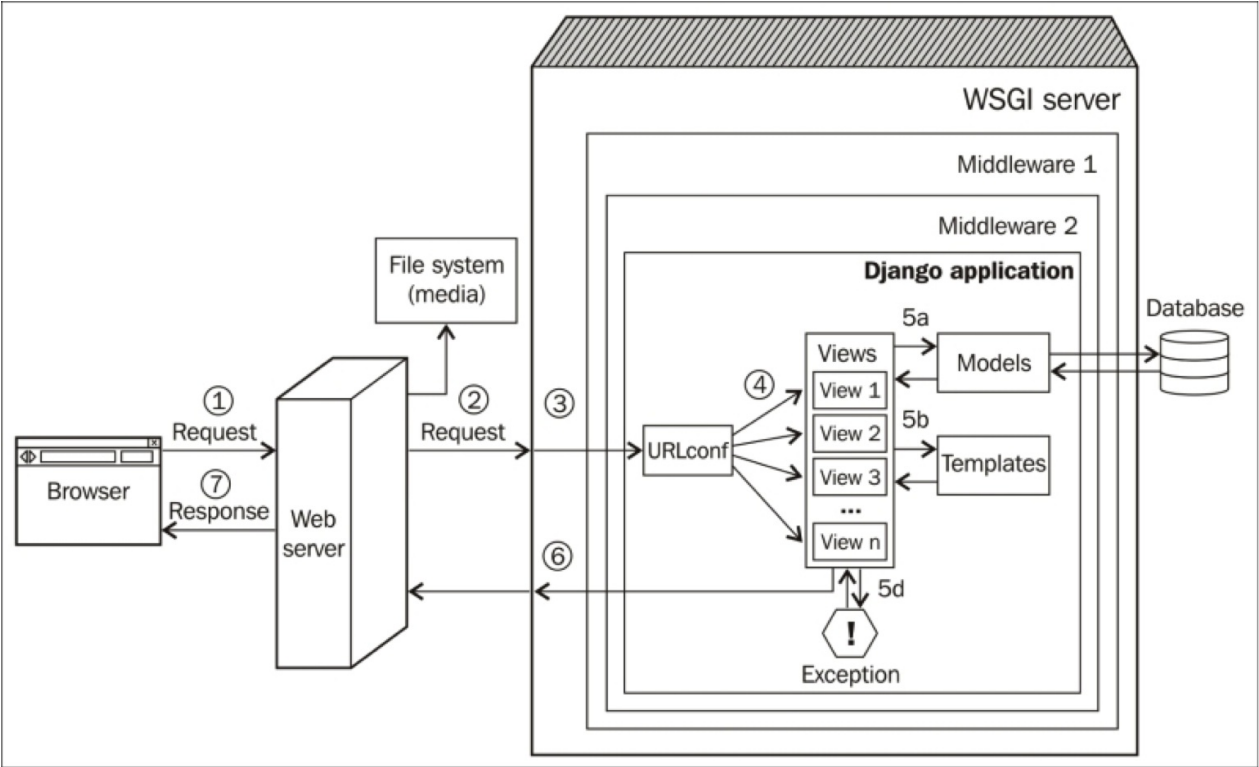 WSGI server
Middleware 1
Middleware 2
Django application
File system
(media)
Database
5a
Views
Models
View 1
④
①
Request
②
Request
③
5b
View 2
URLconf
Templates
View 3
Browser
⑦
Response
...
Web
server
View n
⑥
5d
!
Exception